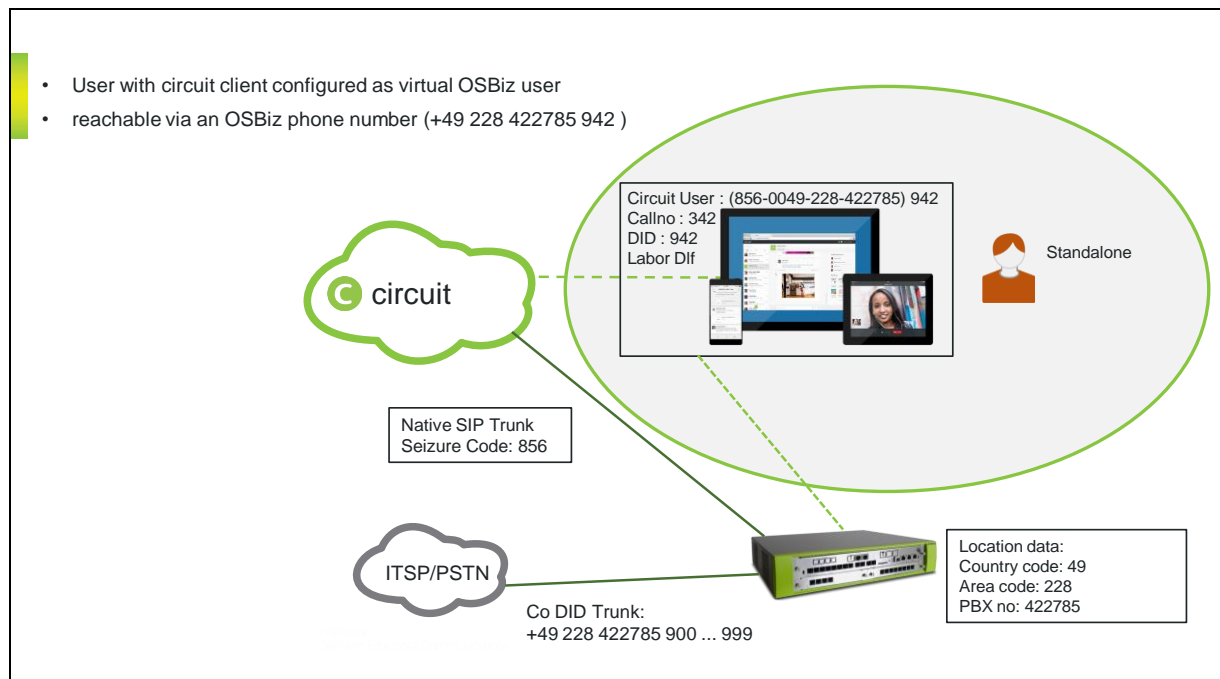 • User with circuit client configured as virtual OSBiz user
• reachable via an OSBiz phone number (+49 228 422785 942 )
Circuit User : (856-0049-228-422785) 942
Callno : 342
DID : 942
Labor Dlf
Standalone
C circuit
Native SIP Trunk
Seizure Code: 856
ITSP/PSTN
Location data:
Country code: 49
Area code: 228
PBX no: 422785
Co DID Trunk:
+49 228 422785 900 ... 999